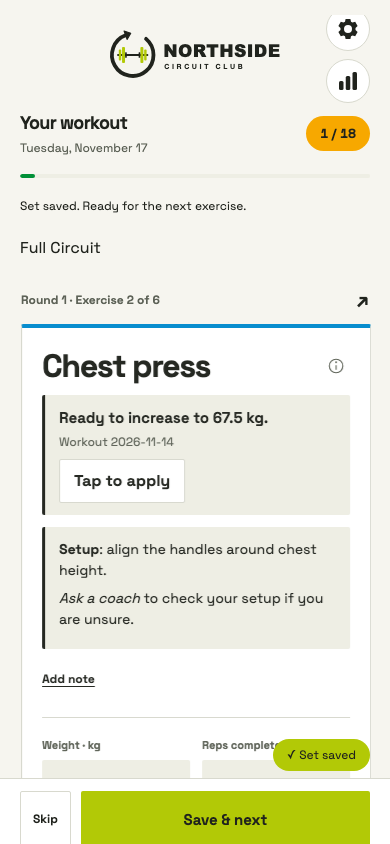 NORTHSIDE
CIRCUIT CLUB
Your workout
Tuesday, November 17
1 / 18
Set saved. Ready for the next exercise.
Full Circuit
Round 1 · Exercise 2 of 6
Chest press
Ready to increase to 67.5 kg.
Workout 2026-11-14
Tap to apply
Setup: align the handles around chest
height.
Ask a coach to check your setup if you
are unsure.
Add note
Weight · kg
Reps
✓ Set saved
Skip
Save & next